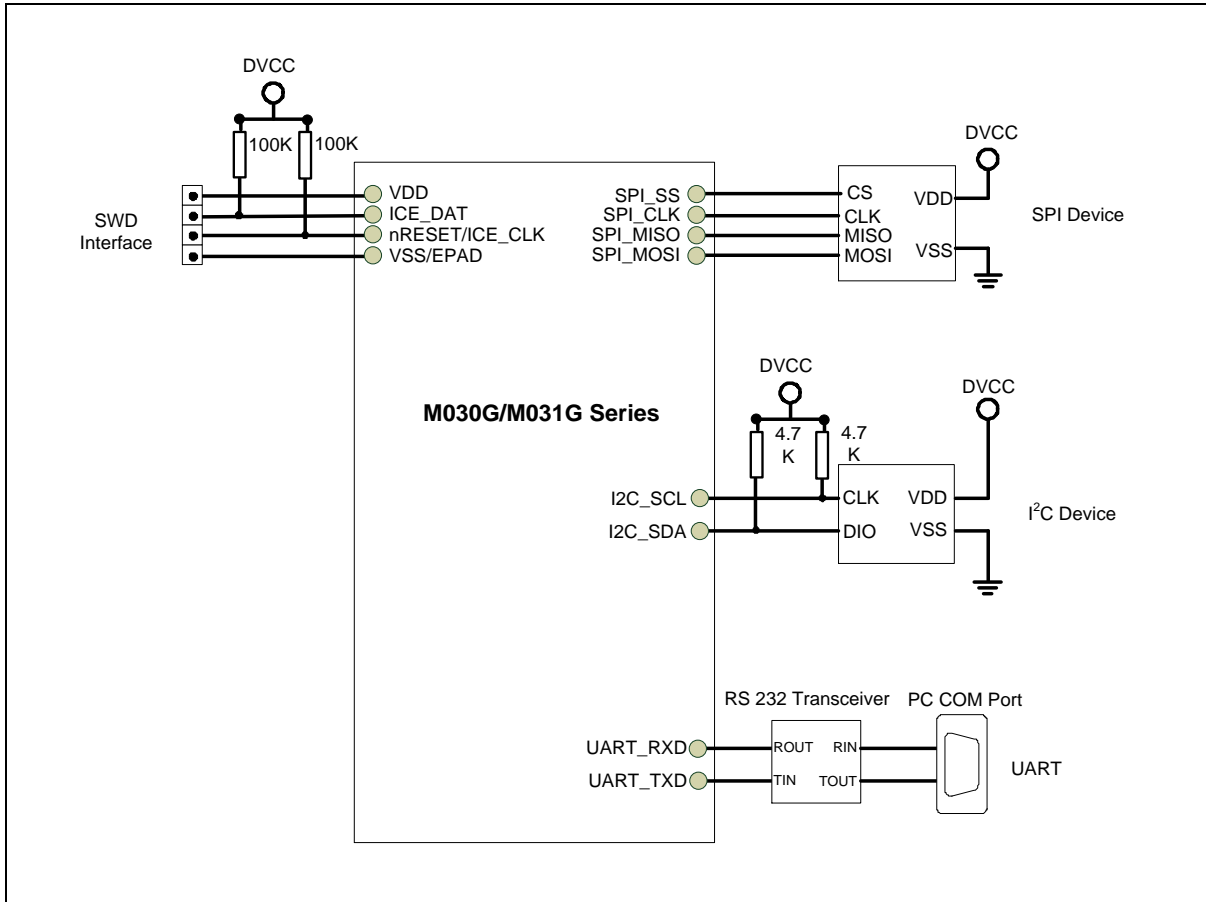 DVCC
100K
100K
SWD
Interface
VDD
ICE_DAT
nRESET/ICE_CLK
VSS/EPAD
SPI_SS
SPI_CLK
SPI_MISO
SPI_MOSI
CS
CLK
MISO
MOSI
VDD
VSS
DVCC
SPI Device
M030G/M031G Series
DVCC
4.7
K
4.7
K
DVCC
I2C_SCL
I2C_SDA
CLK
DIO
VDD
VSS
I²C Device
RS 232 Transceiver
PC COM Port
UART_RXD
UART_TXD
ROUT
RIN
TIN
TOUT
UART